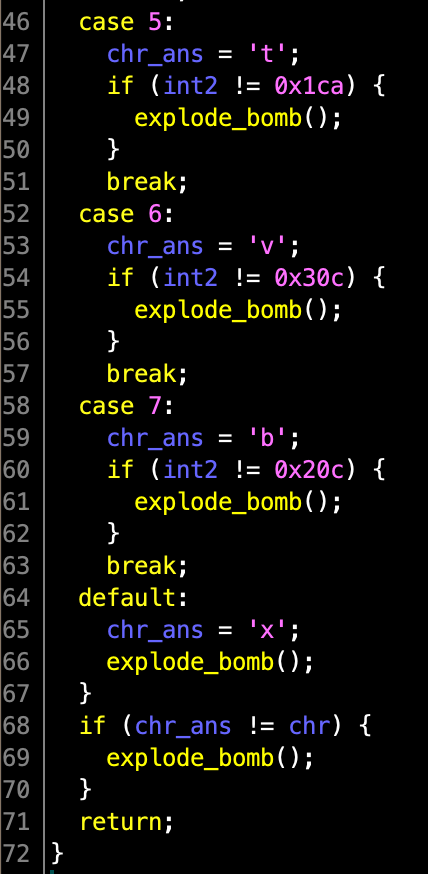 46   case 5:
47     chr_ans = 't';
48     if (int2 != 0x1ca) {
49       explode_bomb();
50     }
51     break;
52   case 6:
53     chr_ans = 'v';
54     if (int2 != 0x30c) {
55       explode_bomb();
56     }
57     break;
58   case 7:
59     chr_ans = 'b';
60     if (int2 != 0x20c) {
61       explode_bomb();
62     }
63     break;
64   default:
65     chr_ans = 'x';
66     explode_bomb();
67   }
68   if (chr_ans != chr) {
69     explode_bomb();
70   }
71   return;
72 }